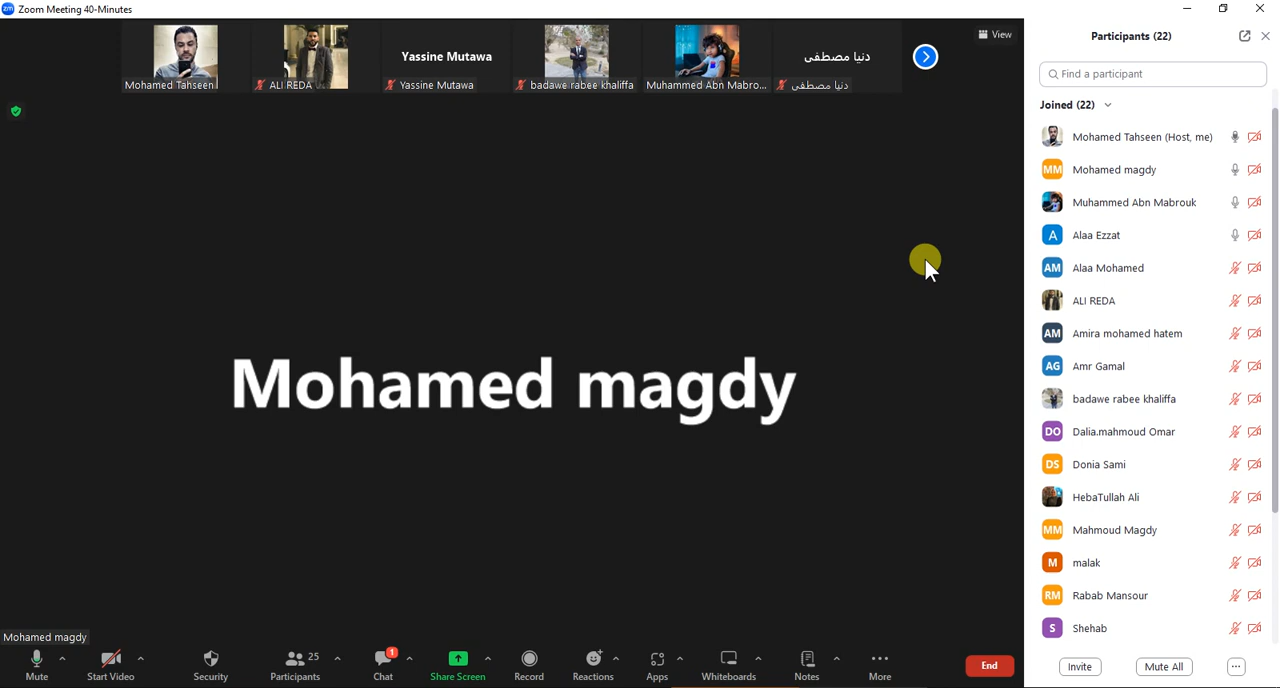 Zoom Meeting 40-Minutes
Mohamed Tahseen
ALI REDA
Yassine Mutawa
Yassine Mutawa
badawe rabee khaliffa
Muhammed Abn Mabro...
دنيا مصطفى
دنيا مصطفى
View
Mohamed magdy
Mohamed magdy
Mute
Start Video
Security
25
Participants
1
Chat
Share Screen
Record
Reactions
Apps
Whiteboards
Notes
More
End
Participants (22)
Find a participant
Joined (22)
Mohamed Tahseen (Host, me)
MM Mohamed magdy
Muhammed Abn Mabrouk
A Alaa Ezzat
AM Alaa Mohamed
ALI REDA
AM Amira mohamed hatem
AG Amr Gamal
badawe rabee khaliffa
DO Dalia.mahmoud Omar
DS Donia Sami
HebaTullah Ali
MM Mahmoud Magdy
M malak
RM Rabab Mansour
S Shehab
Invite
Mute All